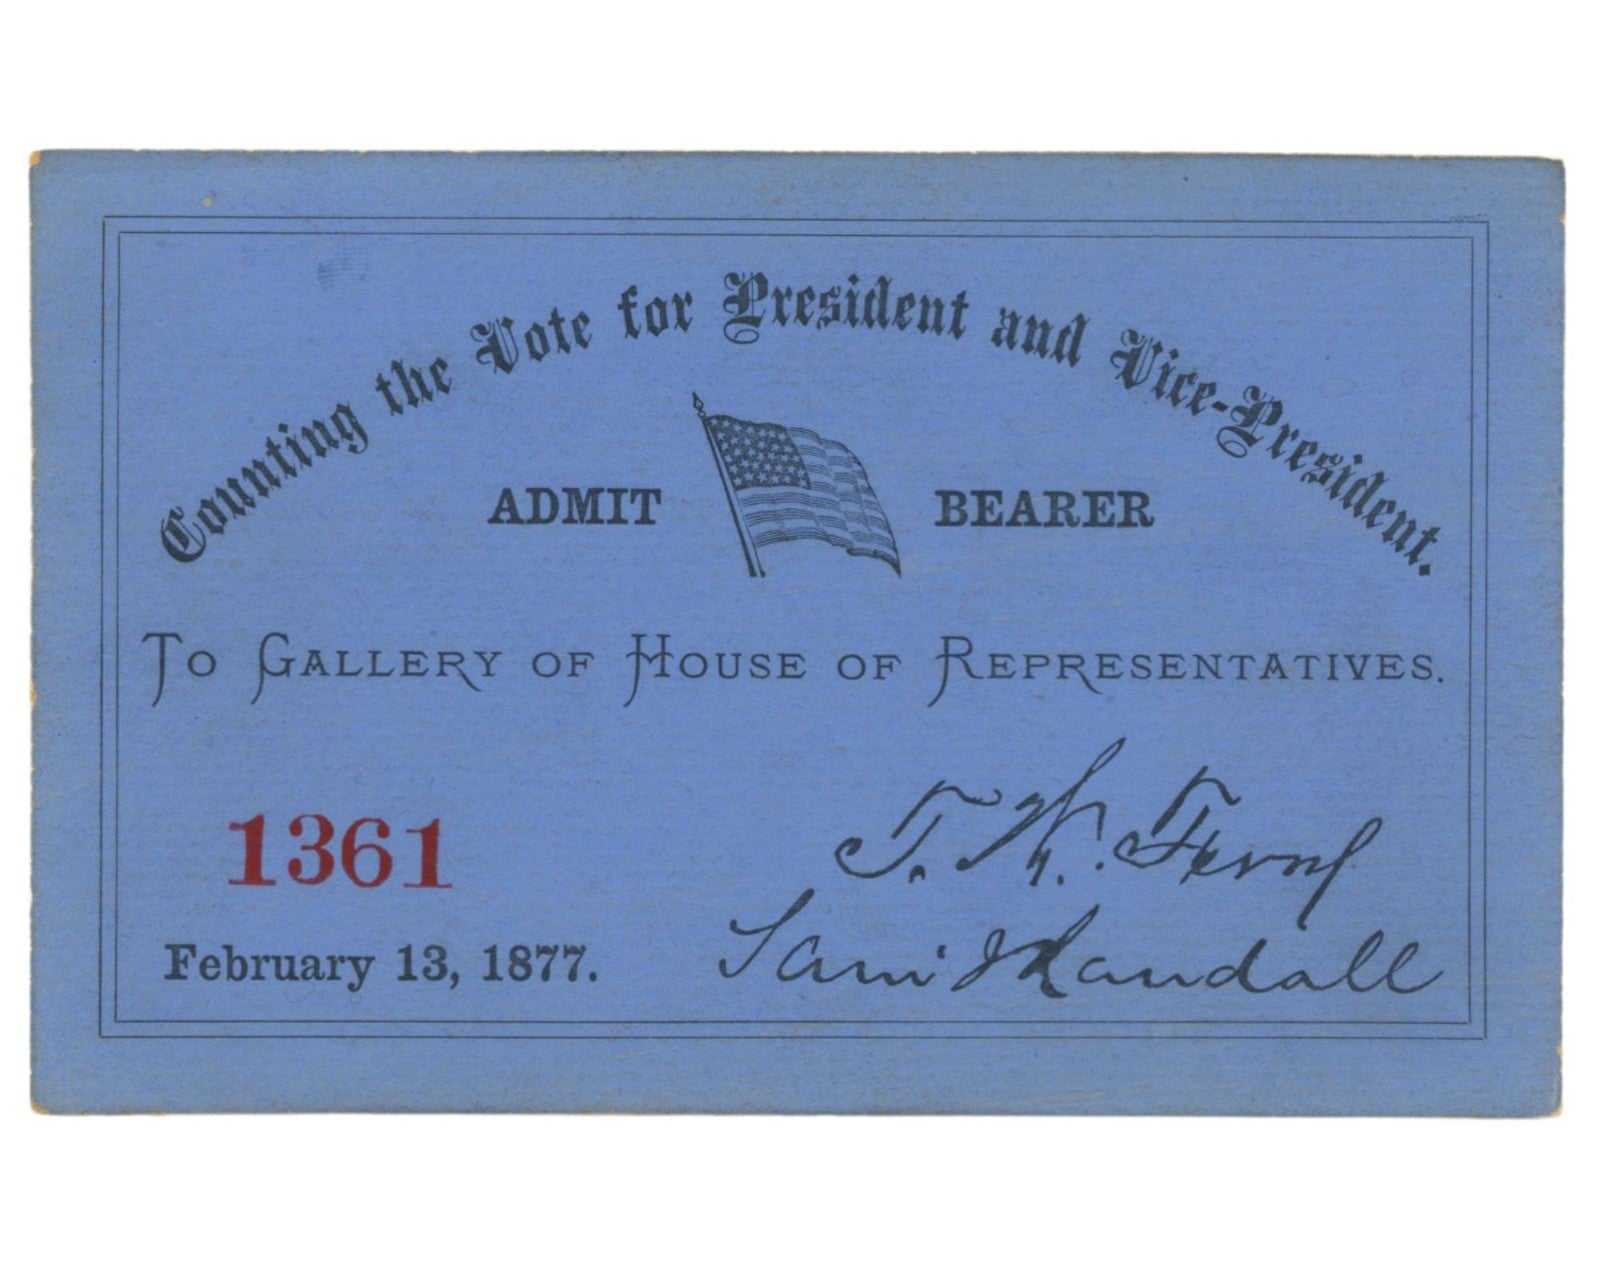 Counting the Vote for President and Vice-President.
ADMIT BEARER
To Gallery of House of Representatives.
1361
T. W. Ferry
February 13, 1877.
Sam J Randall